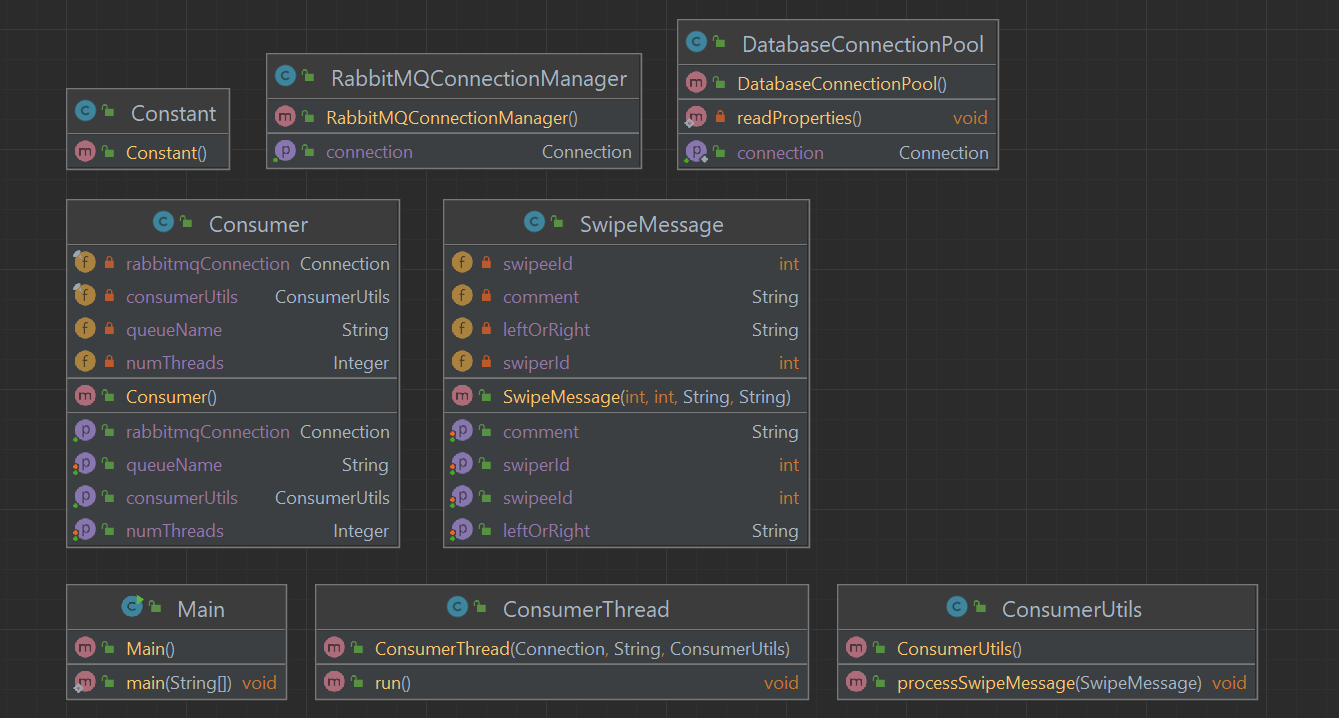 DatabaseConnectionPool
DatabaseConnectionPool()
readProperties() void
connection Connection
RabbitMQConnectionManager
RabbitMQConnectionManager()
connection Connection
Constant
Constant()
Consumer
rabbitmqConnection Connection
consumerUtils ConsumerUtils
queueName String
numThreads Integer
Consumer()
rabbitmqConnection Connection
queueName String
consumerUtils ConsumerUtils
numThreads Integer
SwipeMessage
swipeeId int
comment String
leftOrRight String
swiperId int
SwipeMessage(int, int, String, String)
comment String
swiperId int
swipeeId int
leftOrRight String
Main
Main()
main(String[]) void
ConsumerThread
ConsumerThread(Connection, String, ConsumerUtils)
run() void
ConsumerUtils
ConsumerUtils()
processSwipeMessage(SwipeMessage) void